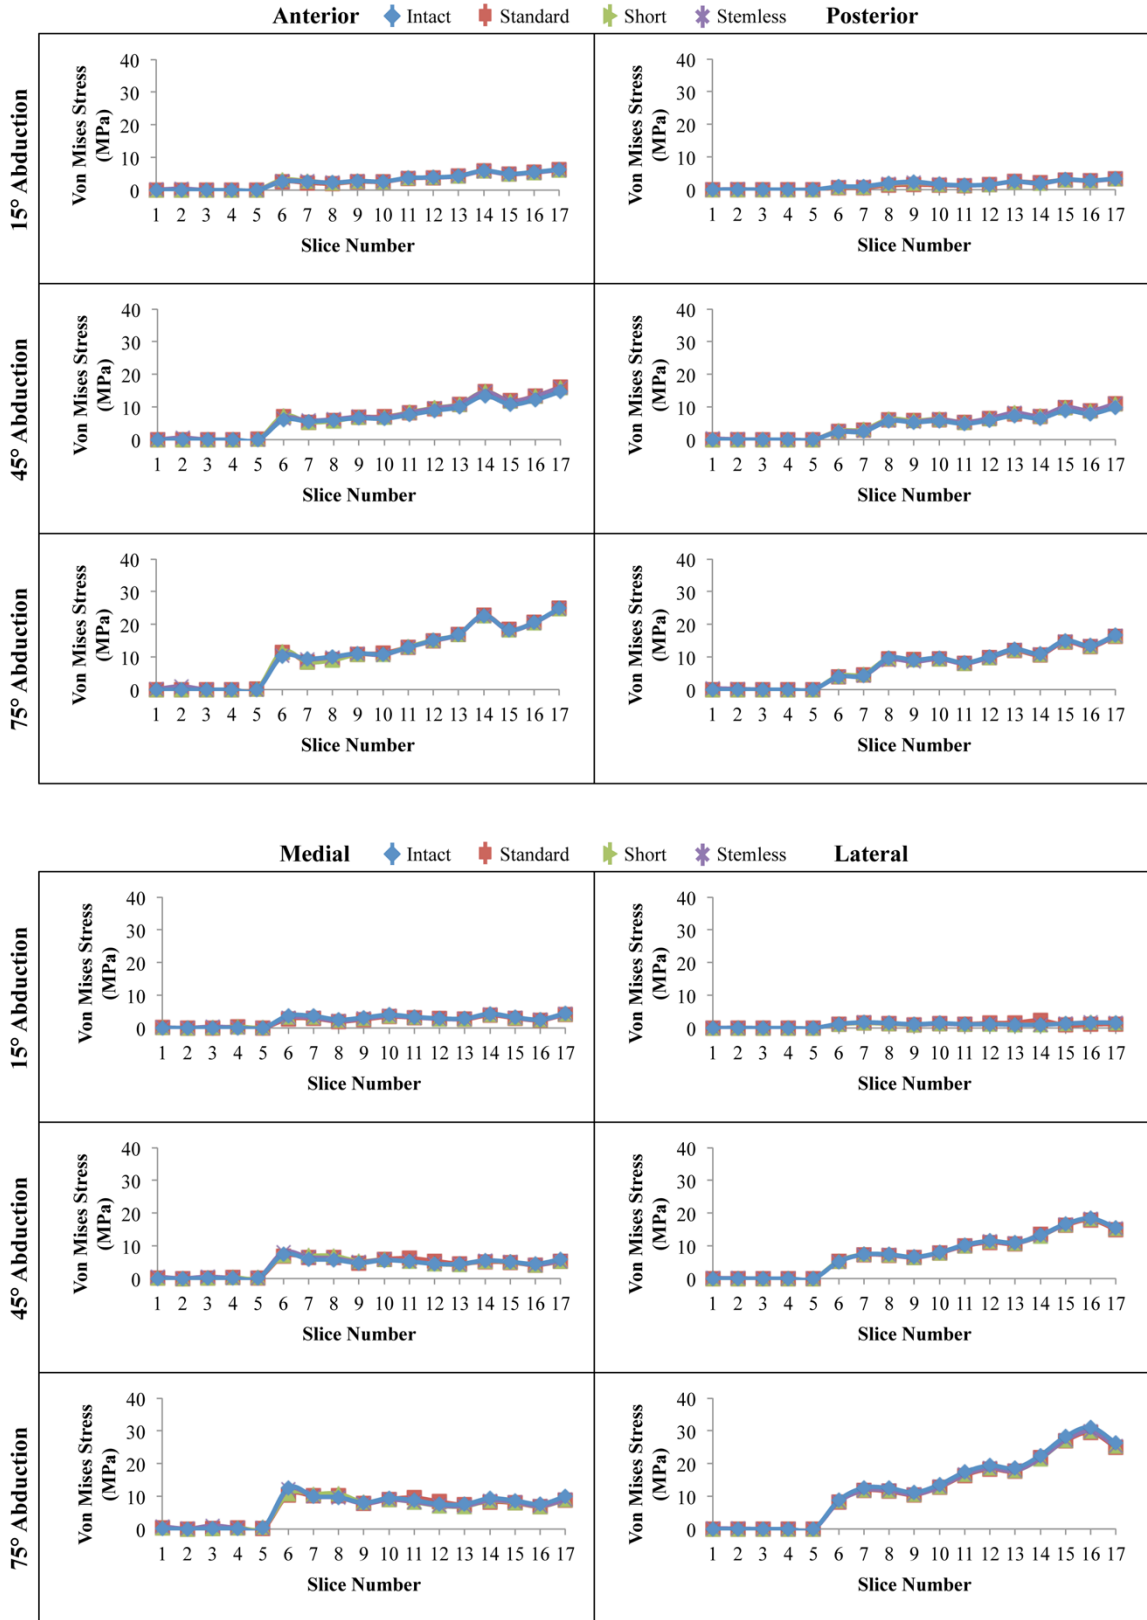 Anterior Intact Standard Short Stemless Posterior
15° Abduction
Von Mises Stress
(MPa)
40
30
20
10
0
1 2 3 4 5 6 7 8 9 10 11 12 13 14 15 16 17
Slice Number
Von Mises Stress
(MPa)
40
30
20
10
0
1 2 3 4 5 6 7 8 9 10 11 12 13 14 15 16 17
Slice Number
45° Abduction
Von Mises Stress
(MPa)
40
30
20
10
0
1 2 3 4 5 6 7 8 9 10 11 12 13 14 15 16 17
Slice Number
Von Mises Stress
(MPa)
40
30
20
10
0
1 2 3 4 5 6 7 8 9 10 11 12 13 14 15 16 17
Slice Number
75° Abduction
Von Mises Stress
(MPa)
40
30
20
10
0
1 2 3 4 5 6 7 8 9 10 11 12 13 14 15 16 17
Slice Number
Von Mises Stress
(MPa)
40
30
20
10
0
1 2 3 4 5 6 7 8 9 10 11 12 13 14 15 16 17
Slice Number
Medial Intact Standard Short Stemless Lateral
15° Abduction
Von Mises Stress
(MPa)
40
30
20
10
0
1 2 3 4 5 6 7 8 9 10 11 12 13 14 15 16 17
Slice Number
Von Mises Stress
(MPa)
40
30
20
10
0
1 2 3 4 5 6 7 8 9 10 11 12 13 14 15 16 17
Slice Number
45° Abduction
Von Mises Stress
(MPa)
40
30
20
10
0
1 2 3 4 5 6 7 8 9 10 11 12 13 14 15 16 17
Slice Number
Von Mises Stress
(MPa)
40
30
20
10
0
1 2 3 4 5 6 7 8 9 10 11 12 13 14 15 16 17
Slice Number
75° Abduction
Von Mises Stress
(MPa)
40
30
20
10
0
1 2 3 4 5 6 7 8 9 10 11 12 13 14 15 16 17
Slice Number
Von Mises Stress
(MPa)
40
30
20
10
0
1 2 3 4 5 6 7 8 9 10 11 12 13 14 15 16 17
Slice Number